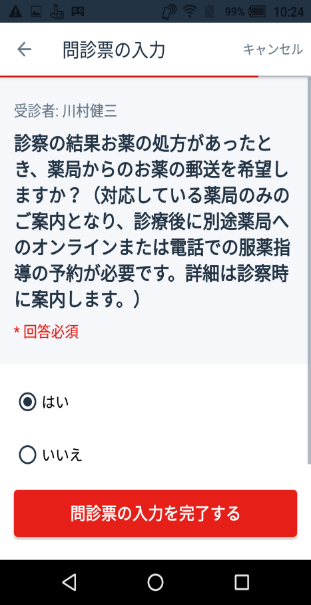 99% 10:24
問診票の入力 キャンセル
受診者: 川村健三
診察の結果お薬の処方があったと
き、薬局からのお薬の郵送を希望し
ますか？（対応している薬局のみの
ご案内となり、診療後に別途薬局へ
のオンラインまたは電話での服薬指
導の予約が必要です。詳細は診察時
に案内します。）
* 回答必須
はい
いいえ
問診票の入力を完了する